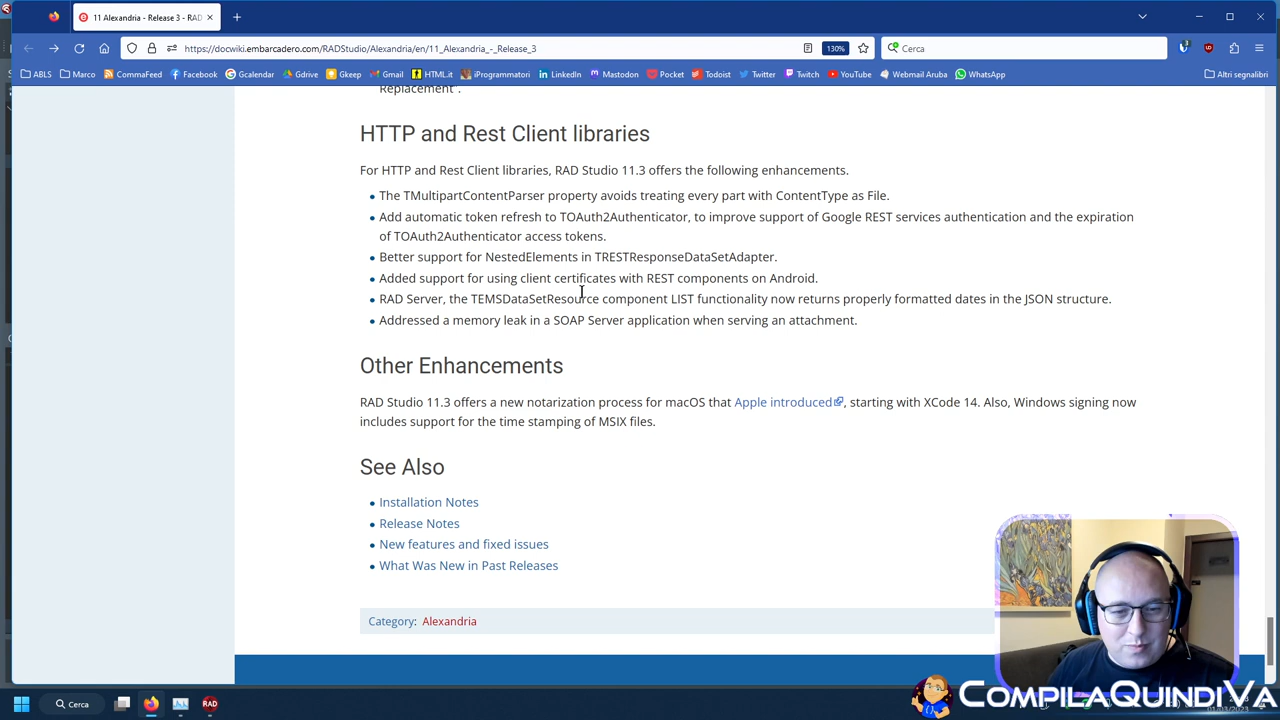 11 Alexandria - Release 3 - RAD
https://docwiki.embarcadero.com/RADStudio/Alexandria/en/11_Alexandria_-_Release_3
130%
Cerca
ABLS
Marco
CommaFeed
Facebook
Gcalendar
Gdrive
Gkeep
Gmail
HTML.it
iProgrammatori
LinkedIn
Mastodon
Pocket
Todoist
Twitter
Twitch
YouTube
Webmail Aruba
WhatsApp
Altri segnalibri
Replacement".
HTTP and Rest Client libraries
For HTTP and Rest Client libraries, RAD Studio 11.3 offers the following enhancements.
The TMultipartContentParser property avoids treating every part with ContentType as File.
Add automatic token refresh to TOAuth2Authenticator, to improve support of Google REST services authentication and the expiration
of TOAuth2Authenticator access tokens.
Better support for NestedElements in TRESTResponseDataSetAdapter.
Added support for using client certificates with REST components on Android.
RAD Server, the TEMSDataSetResource component LIST functionality now returns properly formatted dates in the JSON structure.
Addressed a memory leak in a SOAP Server application when serving an attachment.
Other Enhancements
RAD Studio 11.3 offers a new notarization process for macOS that Apple introduced, starting with XCode 14. Also, Windows signing now
includes support for the time stamping of MSIX files.
See Also
Installation Notes
Release Notes
New features and fixed issues
What Was New in Past Releases
Category: Alexandria
COMPILAQUINDIVA
Cerca
RAD